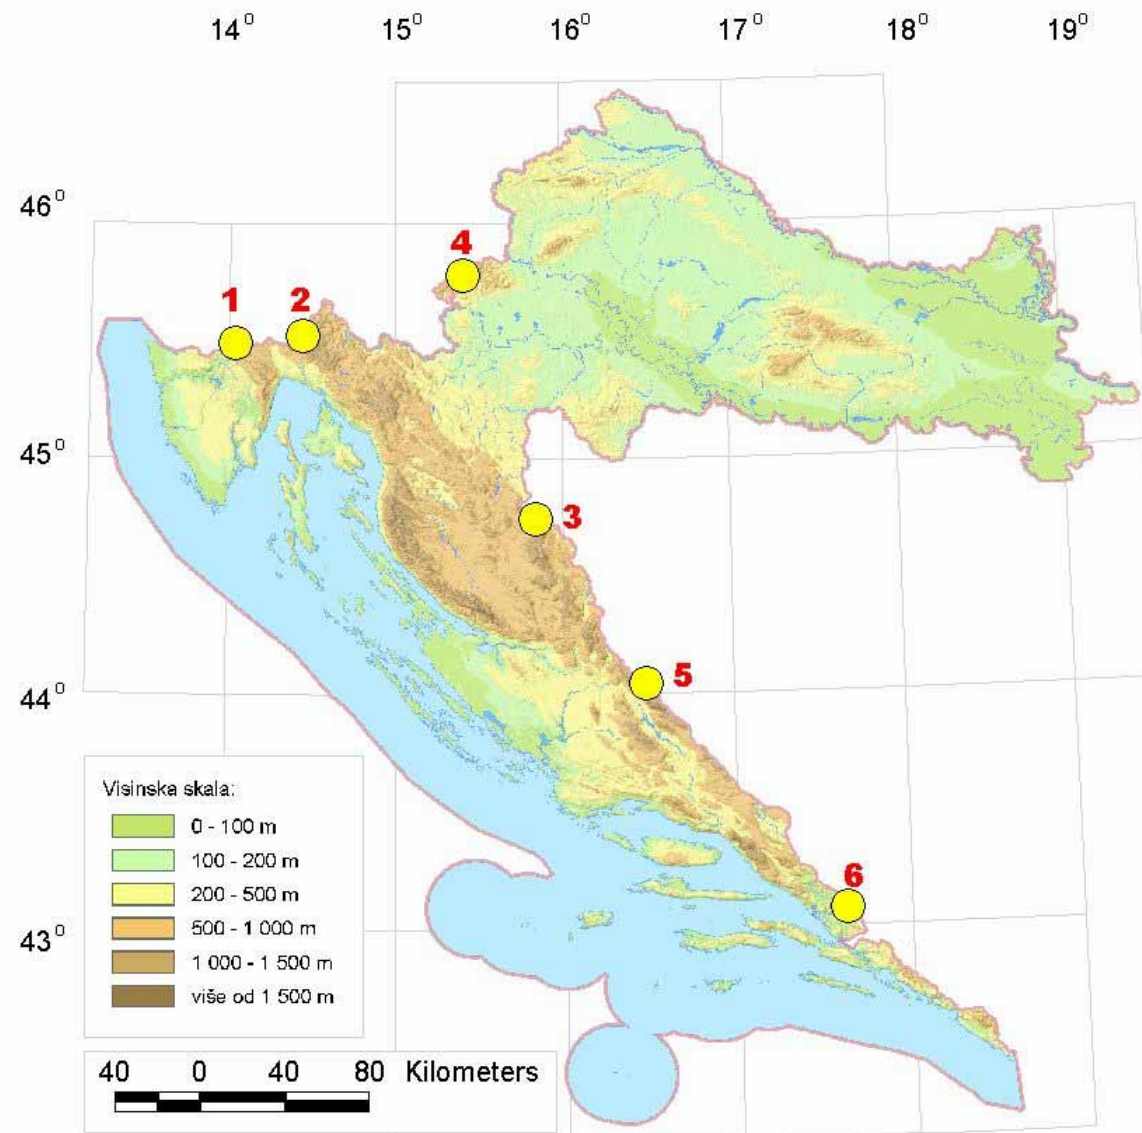 14° 15° 16° 17° 18° 19°
46°
4
1 2
45°
3
44°
5
Visinska skala:
0 - 100 m
100 - 200 m
200 - 500 m
500 - 1 000 m
1 000 - 1 500 m
više od 1 500 m
6
43°
40 0 40 80 Kilometers